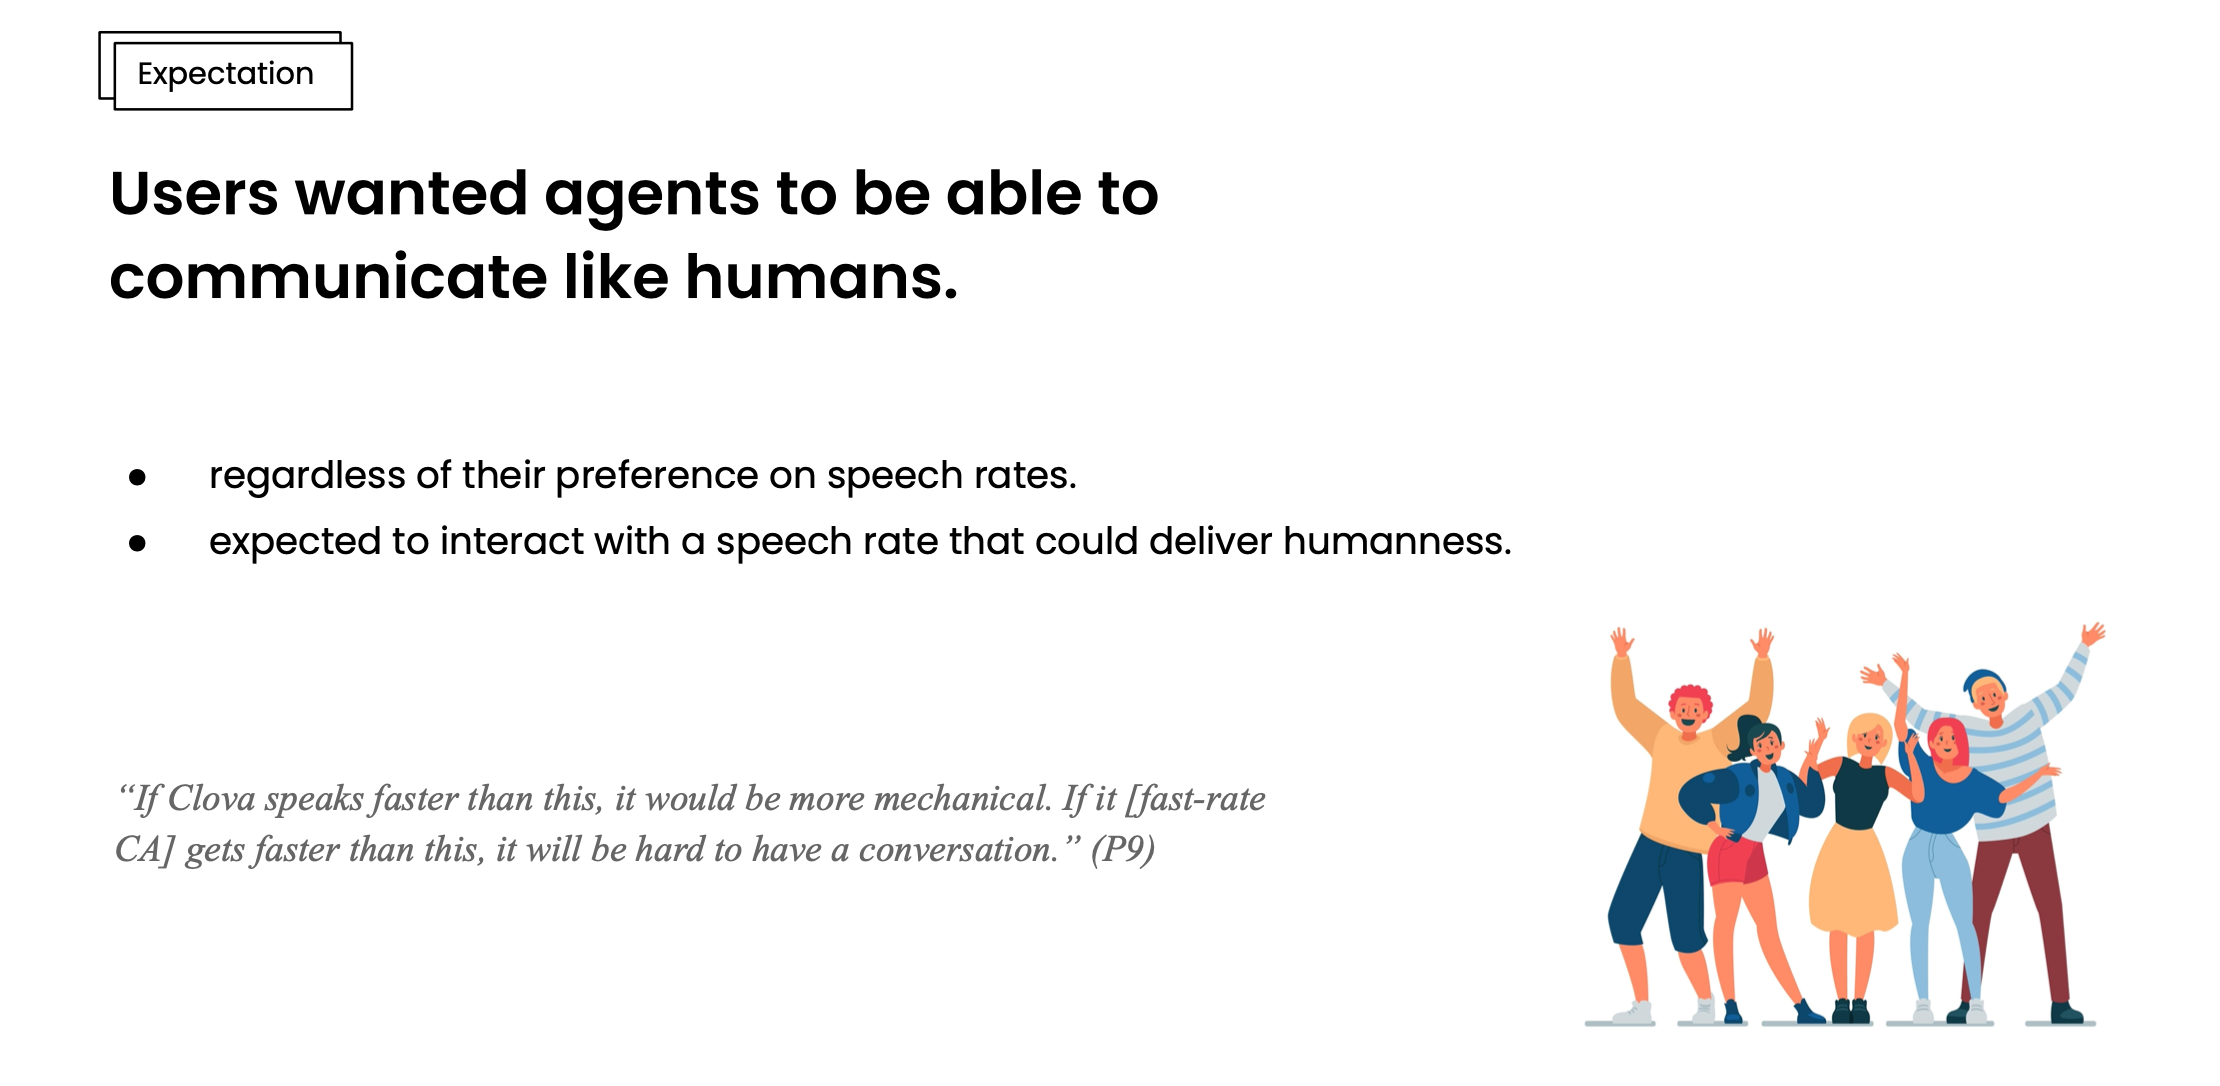 Expectation
Users wanted agents to be able to
communicate like humans.
● regardless of their preference on speech rates.
● expected to interact with a speech rate that could deliver humanness.
“If Clova speaks faster than this, it would be more mechanical. If it [fast-rate
CA] gets faster than this, it will be hard to have a conversation.” (P9)